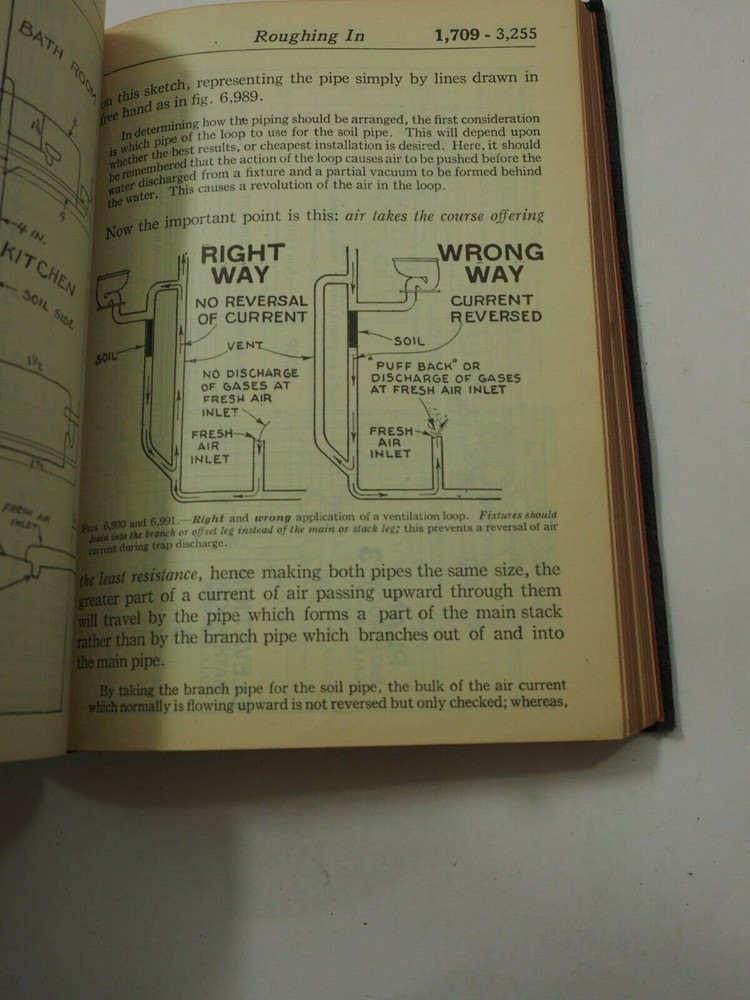 BATH ROOM
4 IN.
KITCHEN
SOIL SIDE
1½
1½
FRESH AIR
INLET
Roughing In 1,709 - 3,255
on this sketch, representing the pipe simply by lines drawn in
free hand as in fig. 6,989.
In determining how the piping should be arranged, the first consideration
is which pipe of the loop to use for the soil pipe. This will depend upon
whether the best results, or cheapest installation is desired. Here, it should
be remembered that the action of the loop causes air to be pushed before the
water discharged from a fixture and a partial vacuum to be formed behind
the water. This causes a revolution of the air in the loop.
Now the important point is this: air takes the course offering
RIGHT
WAY
NO REVERSAL
OF CURRENT
SOIL
VENT
NO DISCHARGE
OF GASES AT
FRESH AIR
INLET
FRESH
AIR
INLET
WRONG
WAY
CURRENT
REVERSED
SOIL
"PUFF BACK" OR
DISCHARGE OF GASES
AT FRESH AIR INLET
FRESH
AIR
INLET
FIGS. 6,990 and 6,991.—Right and wrong application of a ventilation loop. Fixtures should
drain into the branch or offset leg instead of the main or stack leg; this prevents a reversal of air
current during trap discharge.
the least resistance, hence making both pipes the same size, the
greater part of a current of air passing upward through them
will travel by the pipe which forms a part of the main stack
rather than by the branch pipe which branches out of and into
the main pipe.
By taking the branch pipe for the soil pipe, the bulk of the air current
which normally is flowing upward is not reversed but only checked; whereas,